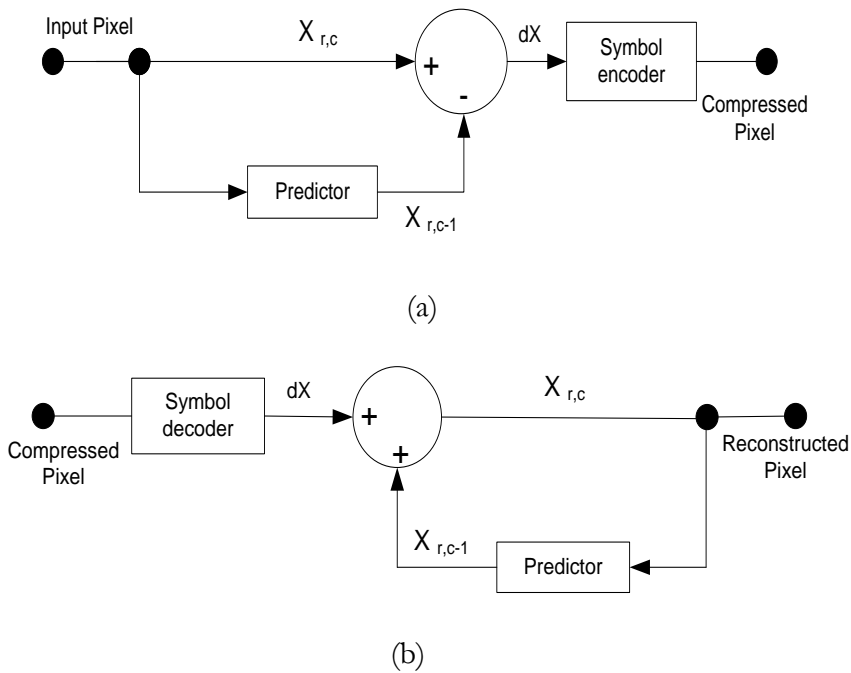 Input Pixel
X r,c
dX
Symbol
encoder
+
-
Compressed
Pixel
Predictor
X r,c-1
(a)
Symbol
decoder
dX
X r,c
+
+
Compressed
Pixel
Reconstructed
Pixel
X r,c-1
Predictor
(b)